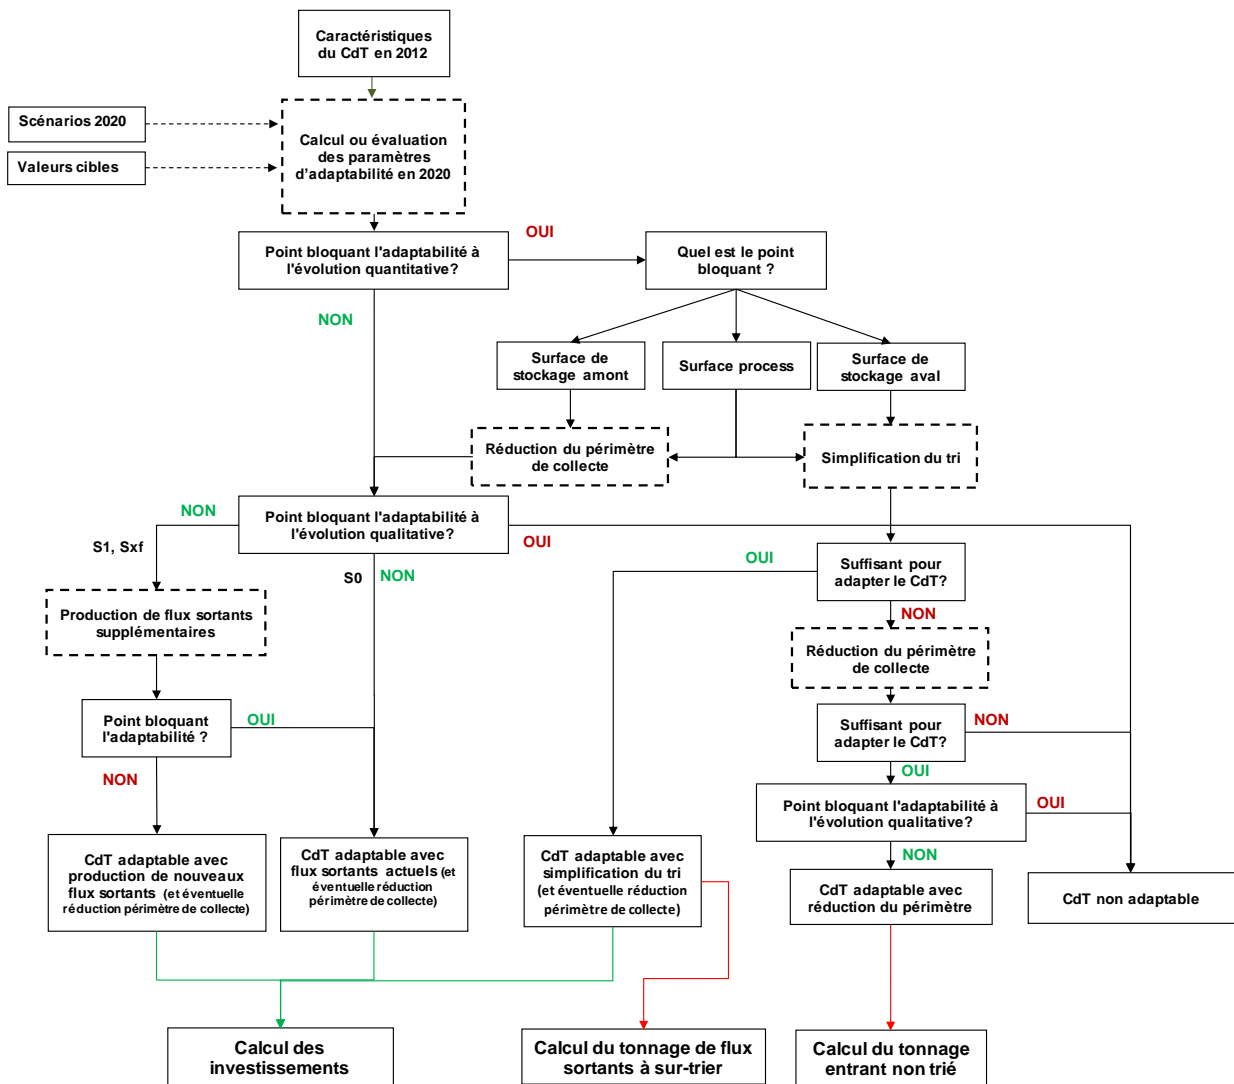 Caractéristiques
du CdT en 2012
Scénarios 2020
Valeurs cibles
Calcul ou évaluation
des paramètres
d'adaptabilité en 2020
Point bloquant l'adaptabilité à
l'évolution quantitative?
OUI
Quel est le point
bloquant ?
NON
Surface de
stockage amont
Surface process
Surface de
stockage aval
Réduction du périmètre
de collecte
Simplification du tri
NON
Point bloquant l'adaptabilité à
l'évolution qualitative?
OUI
S1, Sxf
S0
NON
OUI
Suffisant pour
adapter le CdT?
NON
Production de flux sortants
supplémentaires
Réduction du périmètre
de collecte
Point bloquant
l'adaptabilité ?
OUI
Suffisant pour
adapter le CdT?
NON
NON
OUI
Point bloquant l'adaptabilité à
l'évolution qualitative?
OUI
NON
CdT adaptable avec
production de nouveaux
flux sortants (et éventuelle
réduction périmètre de collecte)
CdT adaptable avec
flux sortants actuels (et
éventuelle réduction
périmètre de collecte)
CdT adaptable avec
simplification du tri
(et éventuelle réduction
périmètre de collecte)
CdT adaptable avec
réduction du périmètre
CdT non adaptable
Calcul des
investissements
Calcul du tonnage de flux
sortants à sur-trier
Calcul du tonnage
entrant non trié